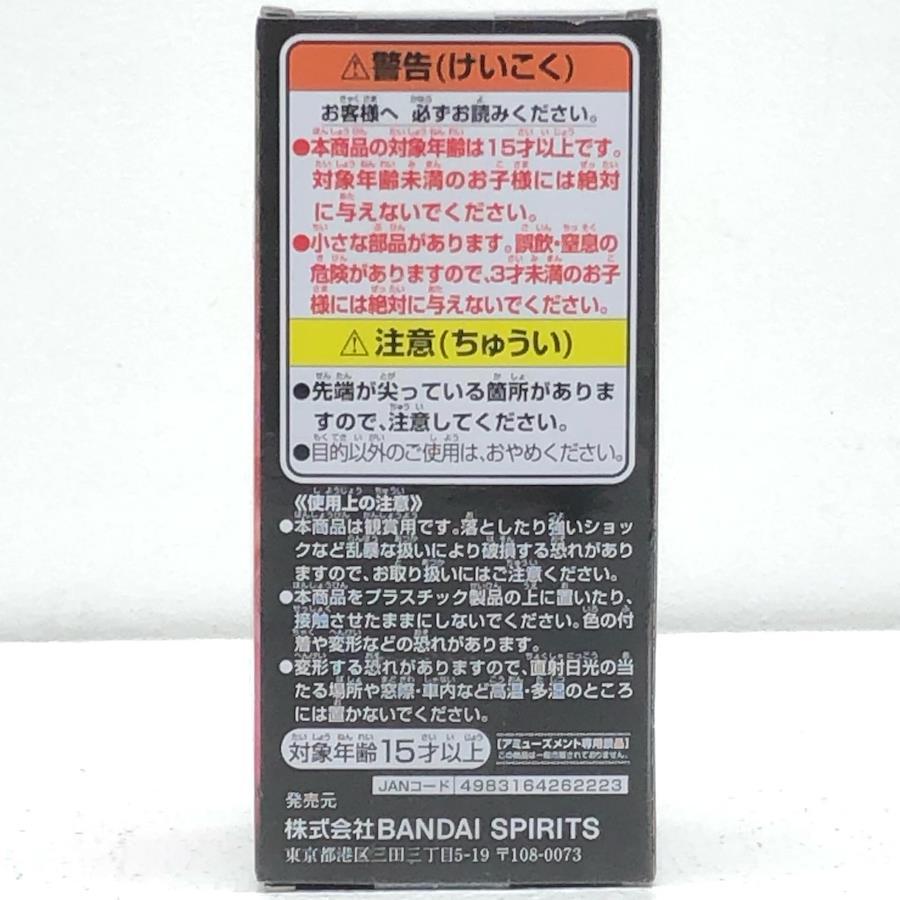 ⚠警告(けいこく)
お客様へ 必ずお読みください。
●本商品の対象年齢は15才以上です。
対象年齢未満のお子様には絶対
に与えないでください。
●小さな部品があります。誤飲・窒息の
危険がありますので、3才未満のお子
様には絶対に与えないでください。
⚠注意(ちゅうい)
●先端が尖っている箇所がありま
すので、注意してください。
●目的以外のご使用は、おやめください。
《使用上の注意》
●本商品は観賞用です。落としたり強いショッ
クなど乱暴な扱いにより破損する恐れがあり
ますので、お取り扱いにはご注意ください。
●本商品をプラスチック製品の上に置いたり、
接触させたままにしないでください。色の付
着や変形などの恐れがあります。
●変形する恐れがありますので、直射日光の当
たる場所や窓際・車内など高温・多湿のところ
には置かないでください。
対象年齢15才以上
【アミューズメント専用景品】
この商品は一般市販されておりません。
JANコード 4983164262223
発売元
株式会社BANDAI SPIRITS
東京都港区三田三丁目5-19 〒108-0073